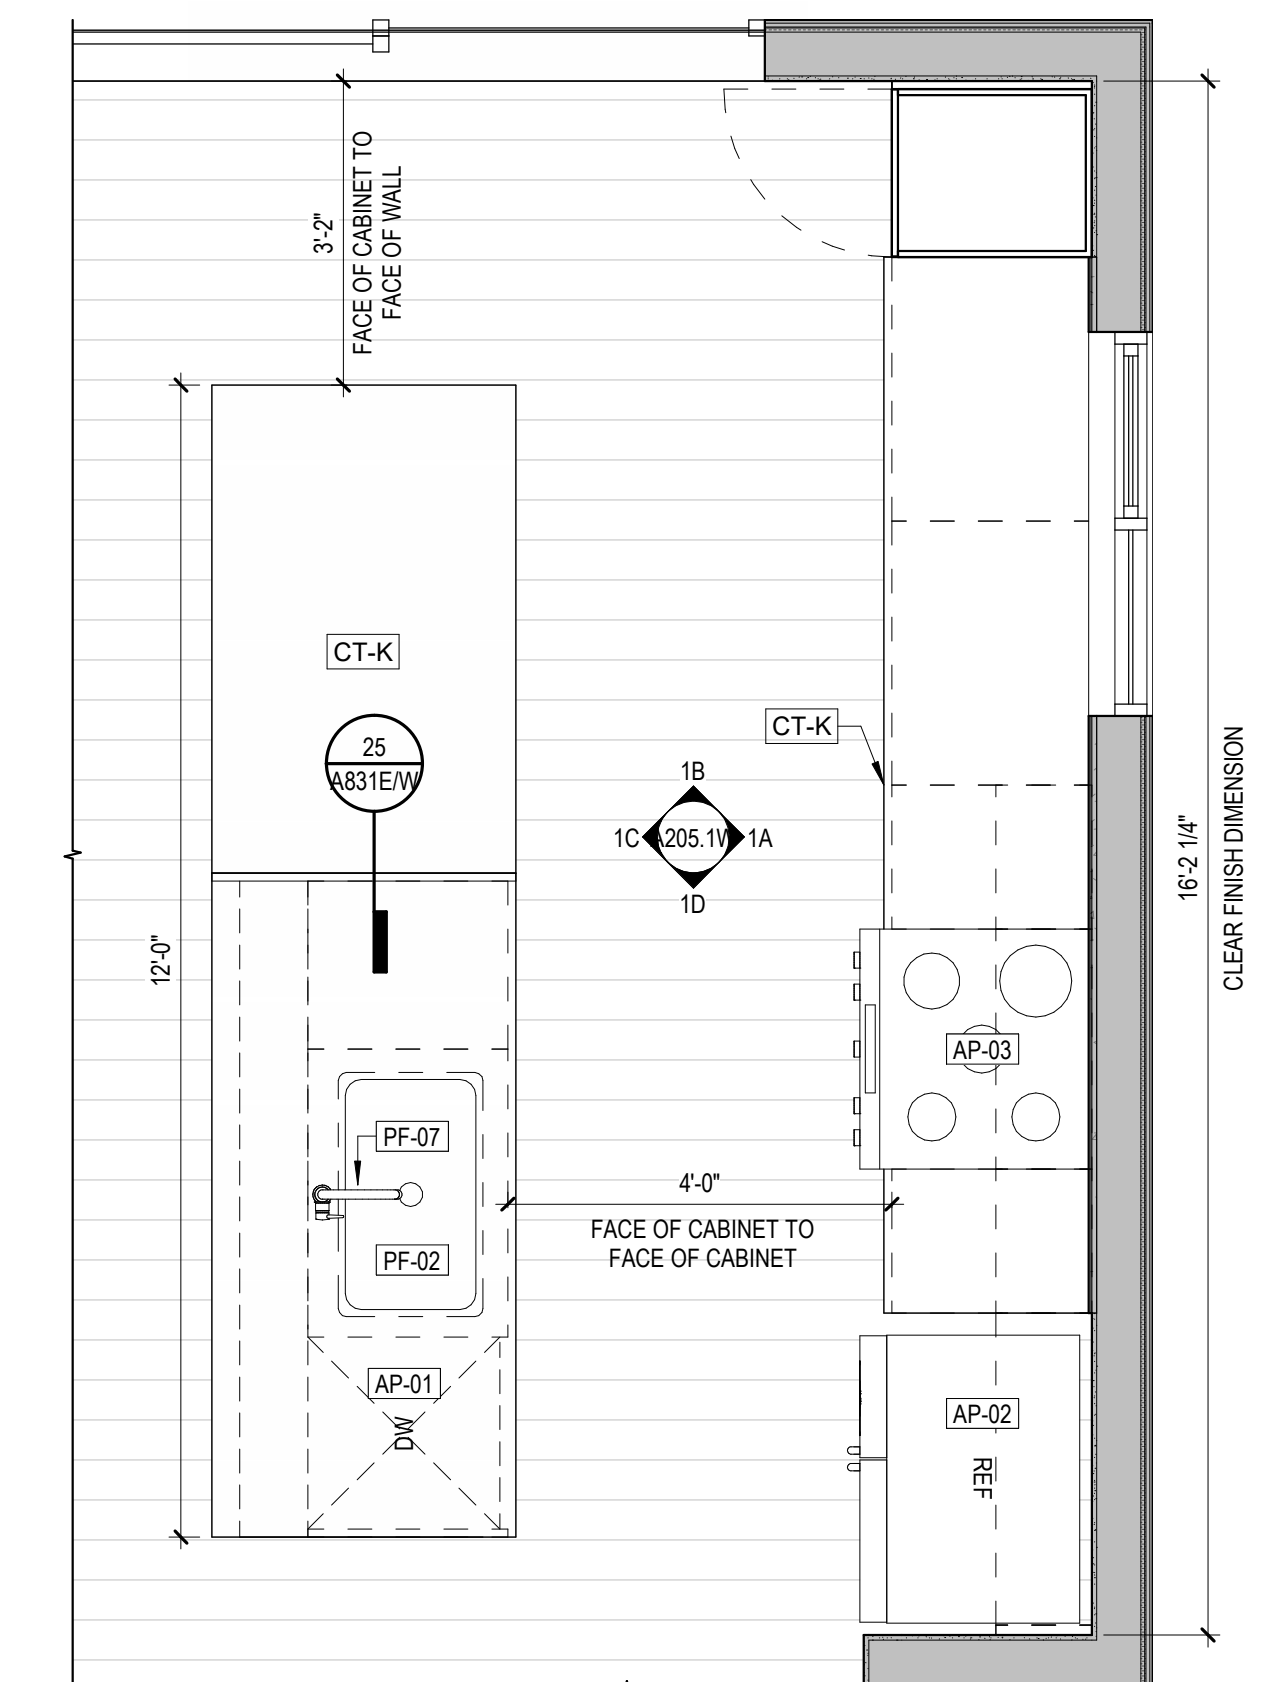 3'-2"
FACE OF CABINET TO
FACE OF WALL
CT-K
25
A831E/W
CT-K
1B
1C
A205.1W
1A
1D
16'-2 1/4"
CLEAR FINISH DIMENSION
12'-0"
AP-03
PF-07
4'-0"
FACE OF CABINET TO
FACE OF CABINET
PF-02
AP-01
DW
AP-02
REF